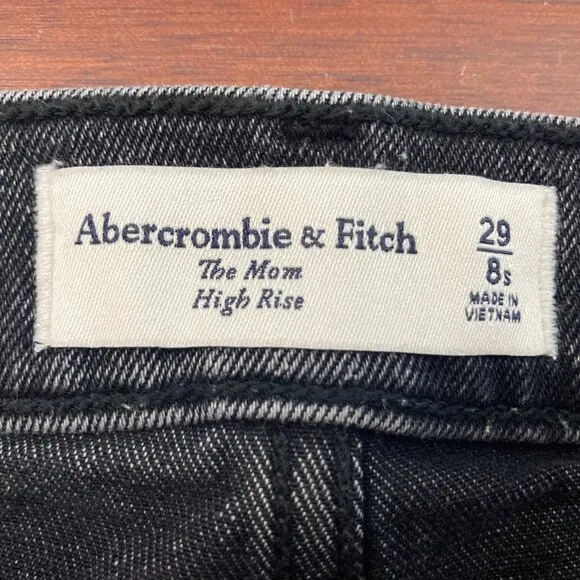 Abercrombie & Fitch
The Mom
High Rise
29
8s
MADE IN
VIETNAM